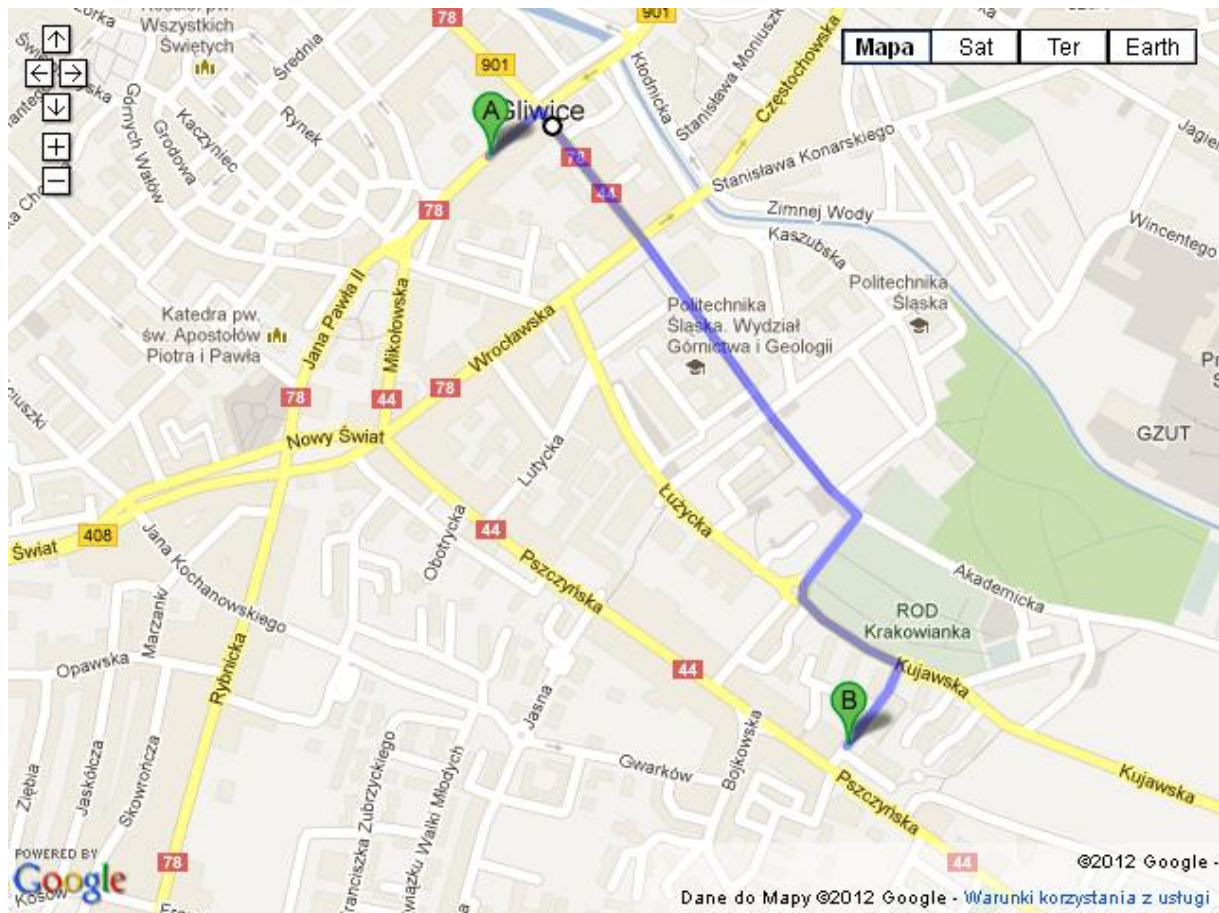 78
901
Wszystkich
Świętych
Średnia
Kłodnicka
Stanisława Moniuszki
Częstochowska
Mapa
Sat
Ter
Earth
901
A
Gliwice
Górnych Wałów
Grodowa
Kaczyniec
Rynek
78
44
Stanisława Konarskiego
78
Zimnej Wody
Kaszubska
Wincentego
Politechnika
Śląska
Katedra pw.
św. Apostołów
Piotra i Pawła
Jana Pawła II
Mikołowska
Politechnika
Śląska. Wydział
Górnictwa i Geologii
Wrocławska
78
78
44
GZUT
Nowy Świat
Lutycka
Łużycka
408
Świat
44
Obotrycka
Pszczyńska
Jana Kochanowskiego
Akademicka
Marzanki
ROD
Krakowianka
Opawska
Rybnicka
44
Kujawska
B
Jasna
Bojkowska
Gwarków
Kujawska
Pszczyńska
Ziębia
Jaskółcza
Skowrończa
Franciszka Zubrzyckiego
Związku Walki Młodych
POWERED BY
Google
78
44
©2012 Google -
Dane do Mapy ©2012 Google - Warunki korzystania z usługi